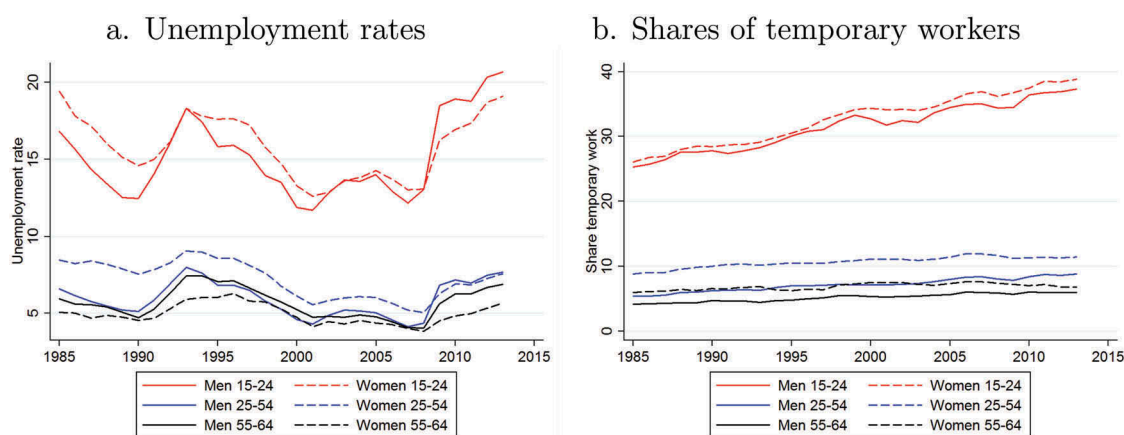 a. Unemployment rates
Unemployment rate
20
15
10
5
1985 1990 1995 2000 2005 2010 2015
Men 15-24 Women 15-24
Men 25-54 Women 25-54
Men 55-64 Women 55-64
b. Shares of temporary workers
Share temporary work
40
30
20
10
0
1985 1990 1995 2000 2005 2010 2015
Men 15-24 Women 15-24
Men 25-54 Women 25-54
Men 55-64 Women 55-64